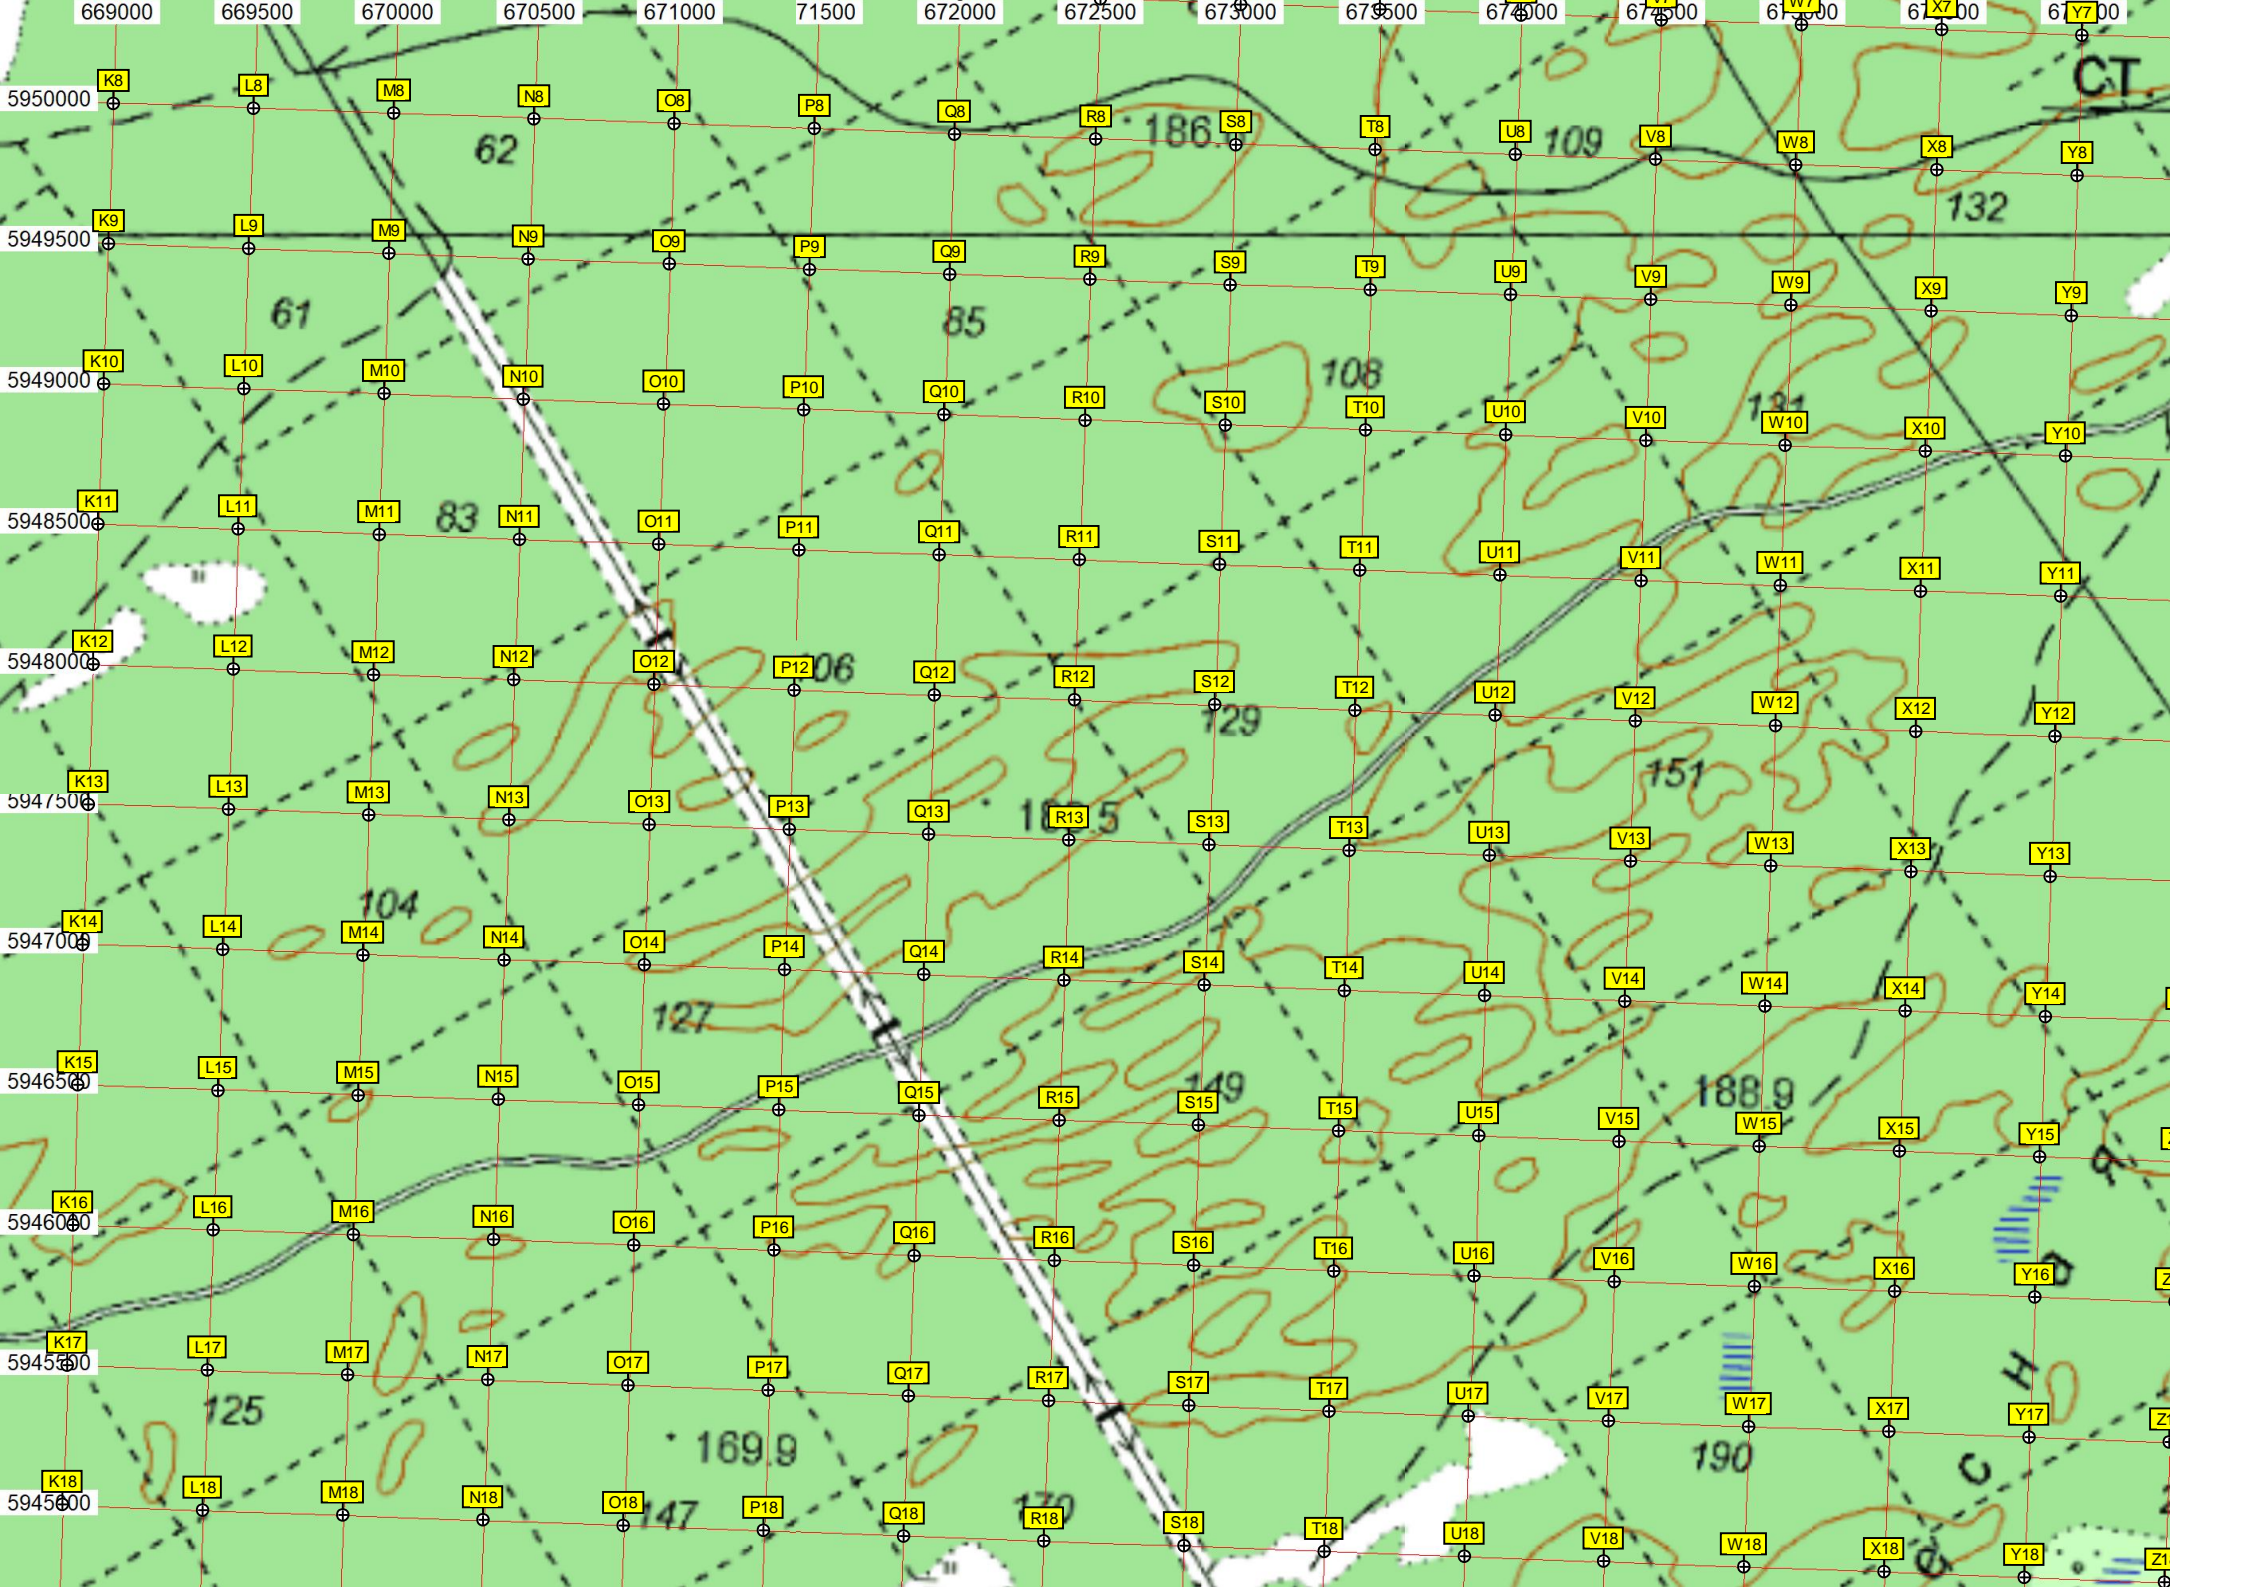 669000 669500 670000 670500 671000 71500 672000 672500 673000 673500 674000 674500
Y7
CT.
5950000 K8 L8 M8 N8 O8 P8 Q8 R8 S8 T8 U8 V8 W8 X8 Y8
62 186. 109 132
5949500 K9 L9 M9 N9 O9 P9 Q9 R9 S9 T9 U9 V9 W9 X9 Y9
61 85 108 131
5949000 K10 L10 M10 N10 O10 P10 Q10 R10 S10 T10 U10 V10 W10 X10 Y10
83
5948500 K11 L11 M11 N11 O11 P11 Q11 R11 S11 T11 U11 V11 W11 X11 Y11
5948000 K12 L12 M12 N12 O12 P12 106 Q12 R12 S12 T12 U12 V12 W12 X12 Y12
129 151
5947500 K13 L13 M13 N13 O13 P13 Q13 R13 S13 T13 U13 V13 W13 X13 Y13
104
5947000 K14 L14 M14 N14 O14 P14 Q14 R14 S14 T14 U14 V14 W14 X14 Y14
127 149 188.9
5946500 K15 L15 M15 N15 O15 P15 Q15 R15 S15 T15 U15 V15 W15 X15 Y15
5946000 K16 L16 M16 N16 O16 P16 Q16 R16 S16 T16 U16 V16 W16 X16 Y16
5945500 K17 L17 M17 N17 O17 P17 Q17 R17 S17 T17 U17 V17 W17 X17 Y17
125 169.9 190
5945000 K18 L18 M18 N18 O18 P18 Q18 R18 S18 T18 U18 V18 W18 X18 Y18
147 170